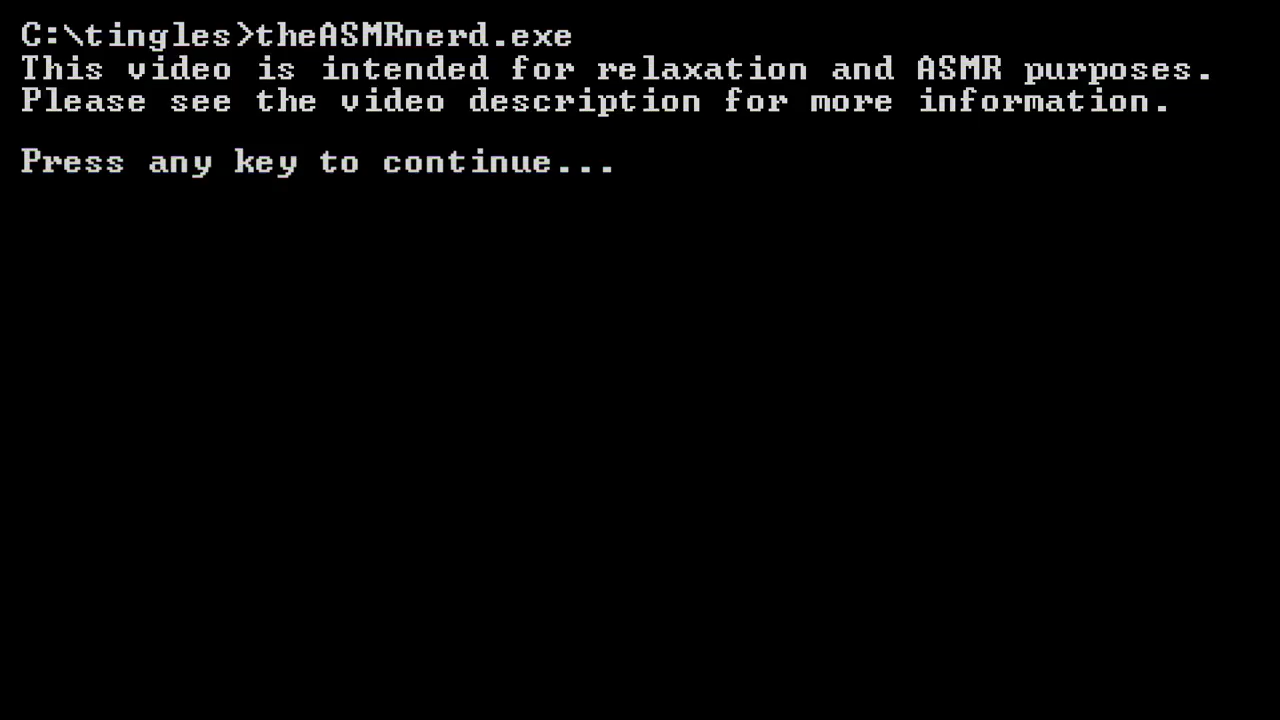 C:\tingles>theASMRnerd.exe
This video is intended for relaxation and ASMR purposes.
Please see the video description for more information.
Press any key to continue...